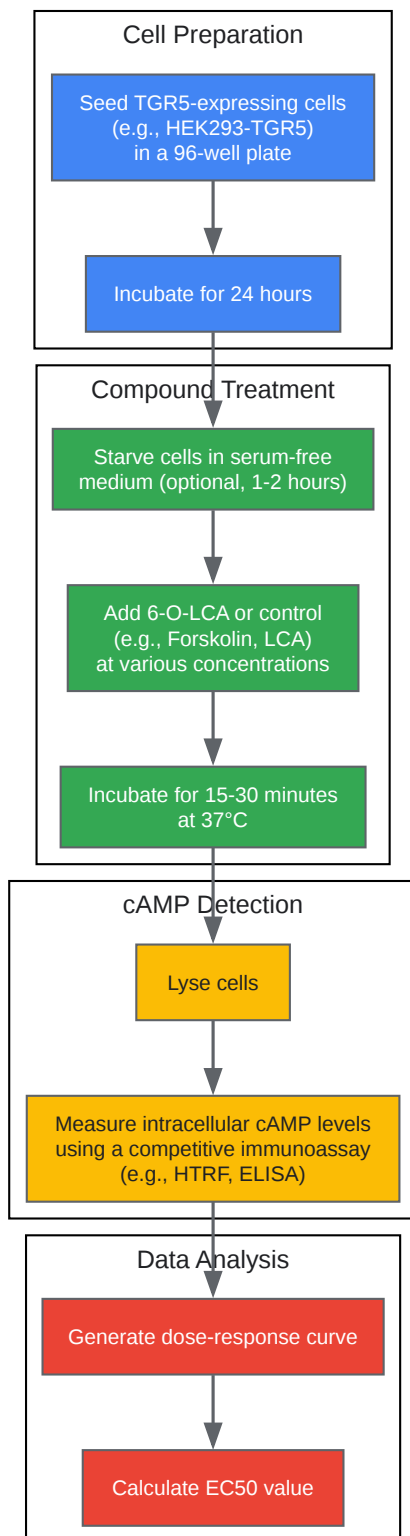 Cell Preparation
Seed TGR5-expressing cells
(e.g., HEK293-TGR5)
in a 96-well plate
Incubate for 24 hours
Compound Treatment
Starve cells in serum-free
medium (optional, 1-2 hours)
Add 6-O-LCA or control
(e.g., Forskolin, LCA)
at various concentrations
Incubate for 15-30 minutes
at 37°C
cAMP Detection
Lyse cells
Measure intracellular cAMP levels
using a competitive immunoassay
(e.g., HTRF, ELISA)
Data Analysis
Generate dose-response curve
Calculate EC50 value